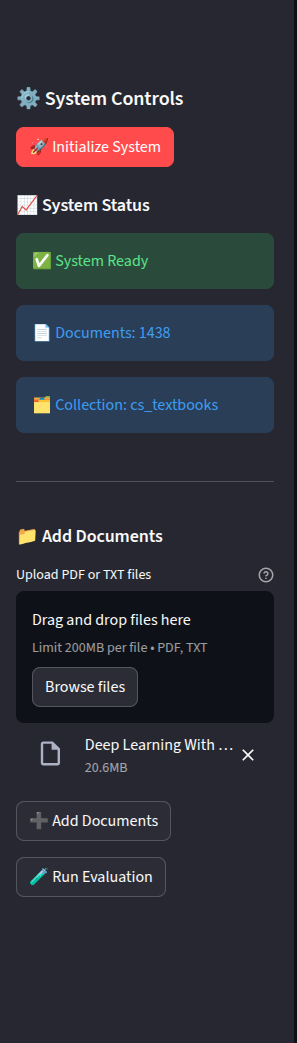 ⚙️ System Controls
🚀 Initialize System
📈 System Status
✅ System Ready
📄 Documents: 1438
🗂️ Collection: cs_textbooks
📁 Add Documents
Upload PDF or TXT files
Drag and drop files here
Limit 200MB per file • PDF, TXT
Browse files
Deep Learning With ...
20.6MB
➕ Add Documents
🧪 Run Evaluation